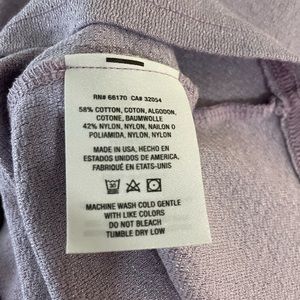 RN# 66170 CA# 32054
58% COTTON, COTON, ALGODON,
COTONE, BAUMWOLLE
42% NYLON, NYLON, NAILON O
POLIAMIDA, NYLON, NYLON
MADE IN USA, HECHO EN
ESTADOS UNIDOS DE AMERICA,
FABRIQUÉ EN ETATS-UNIS
MACHINE WASH COLD GENTLE
WITH LIKE COLORS
DO NOT BLEACH
TUMBLE DRY LOW